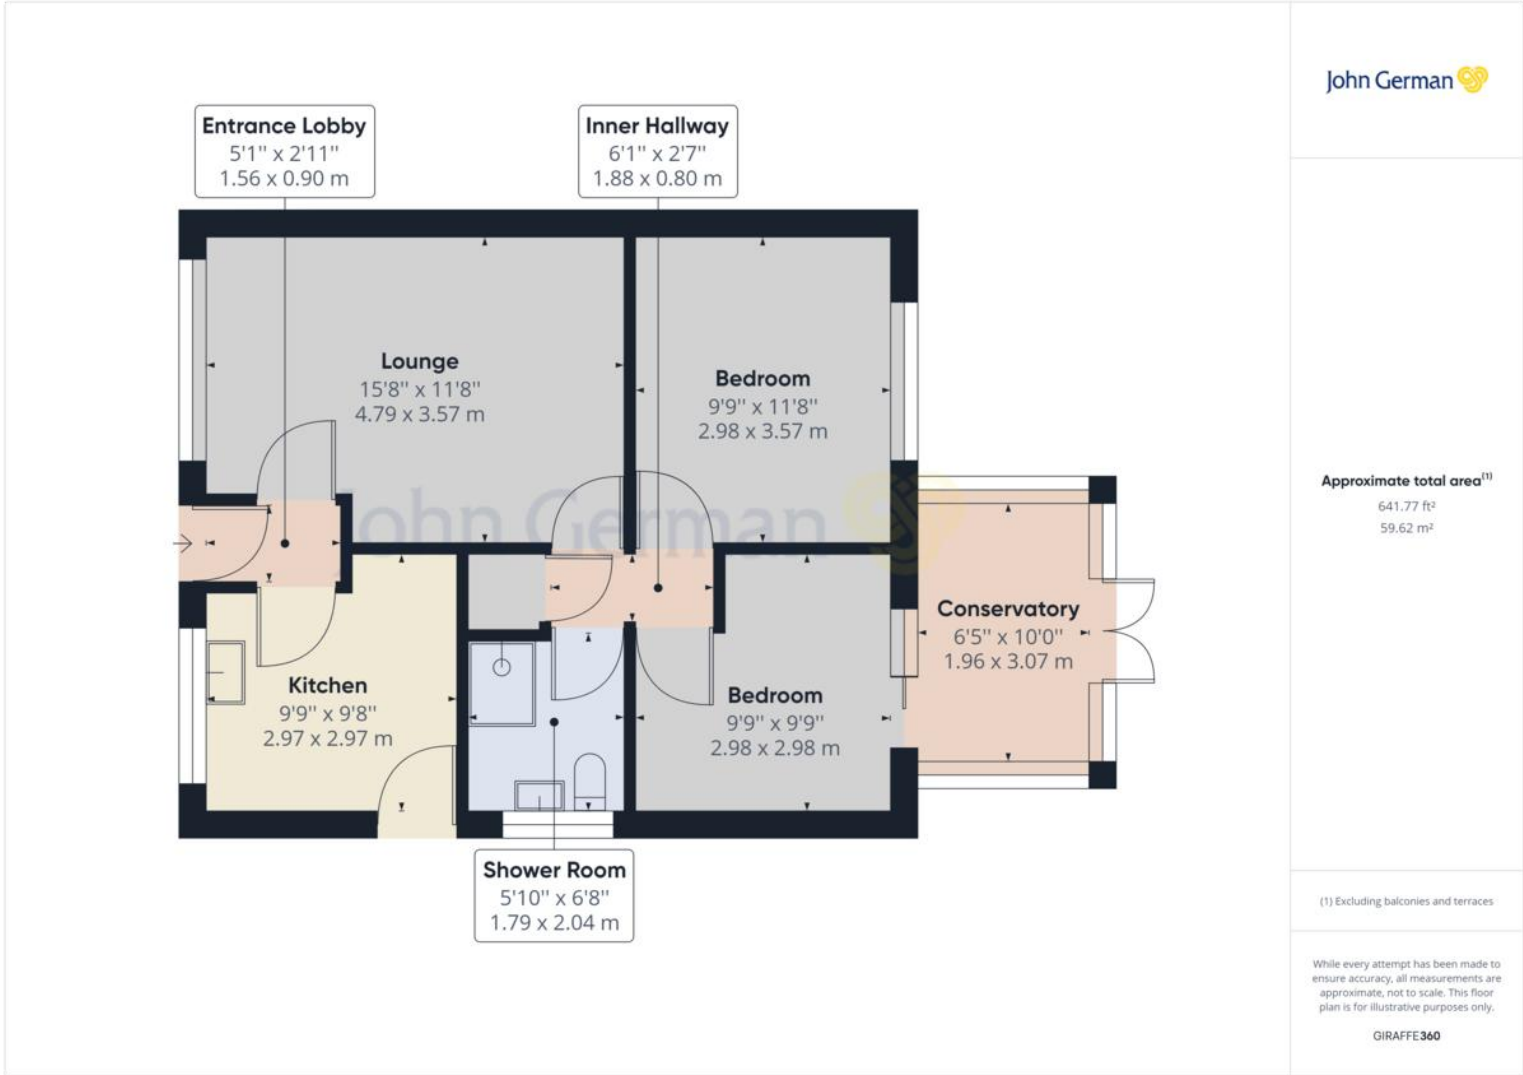 John German
Entrance Lobby
5'1" x 2'11"
1.56 x 0.90 m
Inner Hallway
6'1" x 2'7"
1.88 x 0.80 m
Lounge
15'8" x 11'8"
4.79 x 3.57 m
Bedroom
9'9" x 11'8"
2.98 x 3.57 m
John German
Conservatory
6'5" x 10'0"
1.96 x 3.07 m
Kitchen
9'9" x 9'8"
2.97 x 2.97 m
Bedroom
9'9" x 9'9"
2.98 x 2.98 m
Shower Room
5'10" x 6'8"
1.79 x 2.04 m
Approximate total area(1)
641.77 ft²
59.62 m²
(1) Excluding balconies and terraces
While every attempt has been made to
ensure accuracy, all measurements are
approximate, not to scale. This floor
plan is for illustrative purposes only.
GIRAFFE360